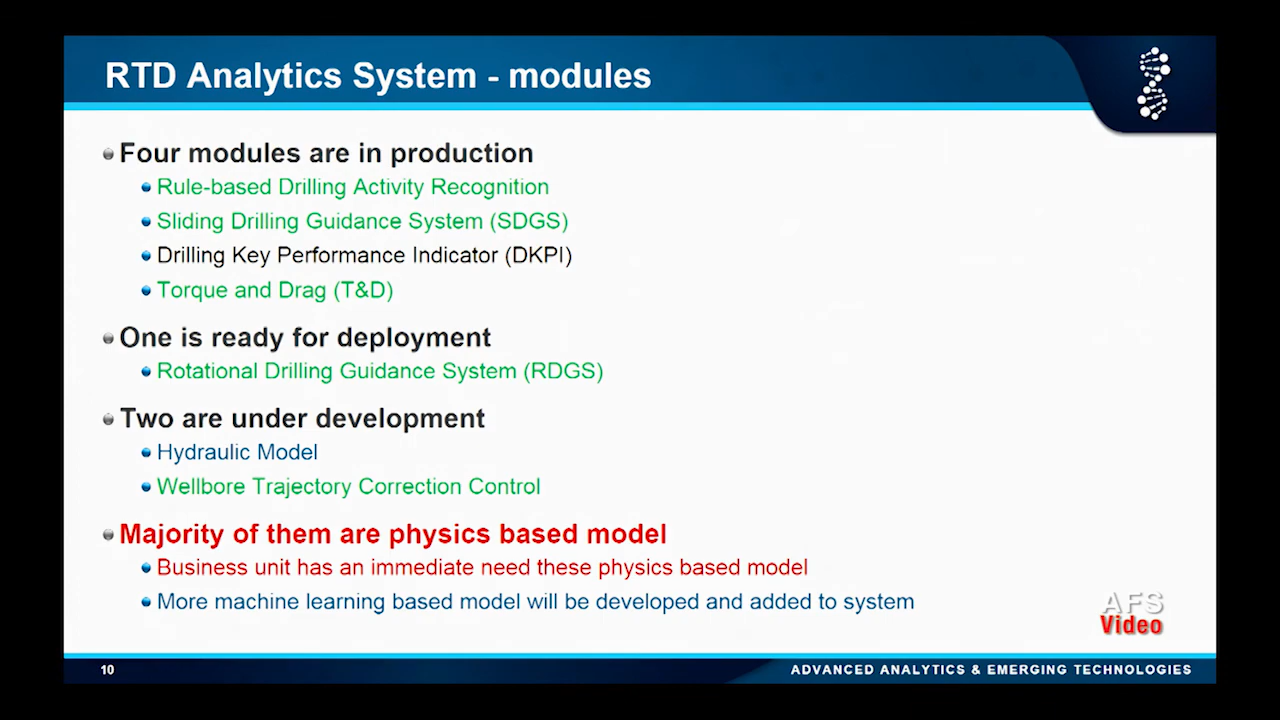 RTD Analytics System - modules
Four modules are in production
Rule-based Drilling Activity Recognition
Sliding Drilling Guidance System (SDGS)
Drilling Key Performance Indicator (DKPI)
Torque and Drag (T&D)
One is ready for deployment
Rotational Drilling Guidance System (RDGS)
Two are under development
Hydraulic Model
Wellbore Trajectory Correction Control
Majority of them are physics based model
Business unit has an immediate need these physics based model
More machine learning based model will be developed and added to system
AFS
Video
10
ADVANCED ANALYTICS & EMERGING TECHNOLOGIES